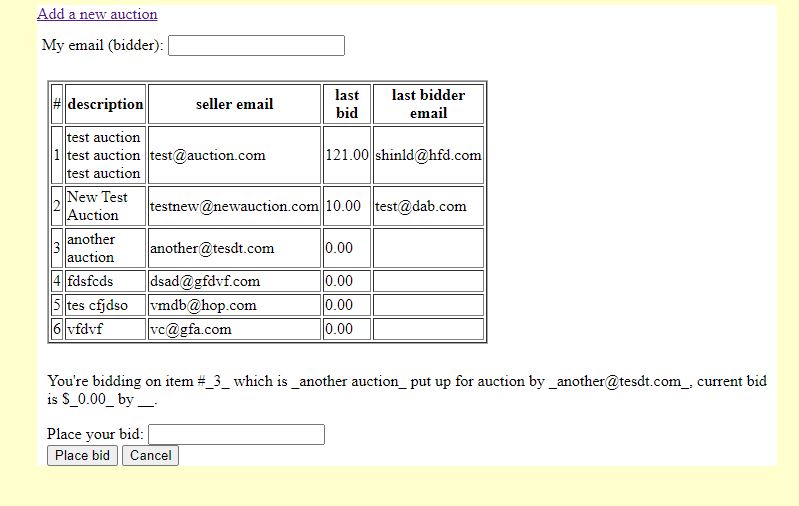 Add a new auction
My email (bidder):
# description seller email last bid last bidder email
1 test auction test auction test auction test@auction.com 121.00 shinld@hfd.com
2 New Test Auction testnew@newauction.com 10.00 test@dab.com
3 another auction another@tesdt.com 0.00
4 fdsfcds dsad@gfdvf.com 0.00
5 tes cfjdso vmdb@hop.com 0.00
6 vfdvf vc@gfa.com 0.00
You're bidding on item #_3_ which is _another auction_ put up for auction by _another@tesdt.com_, current bid
is $_0.00_ by __.
Place your bid:
Place bid Cancel